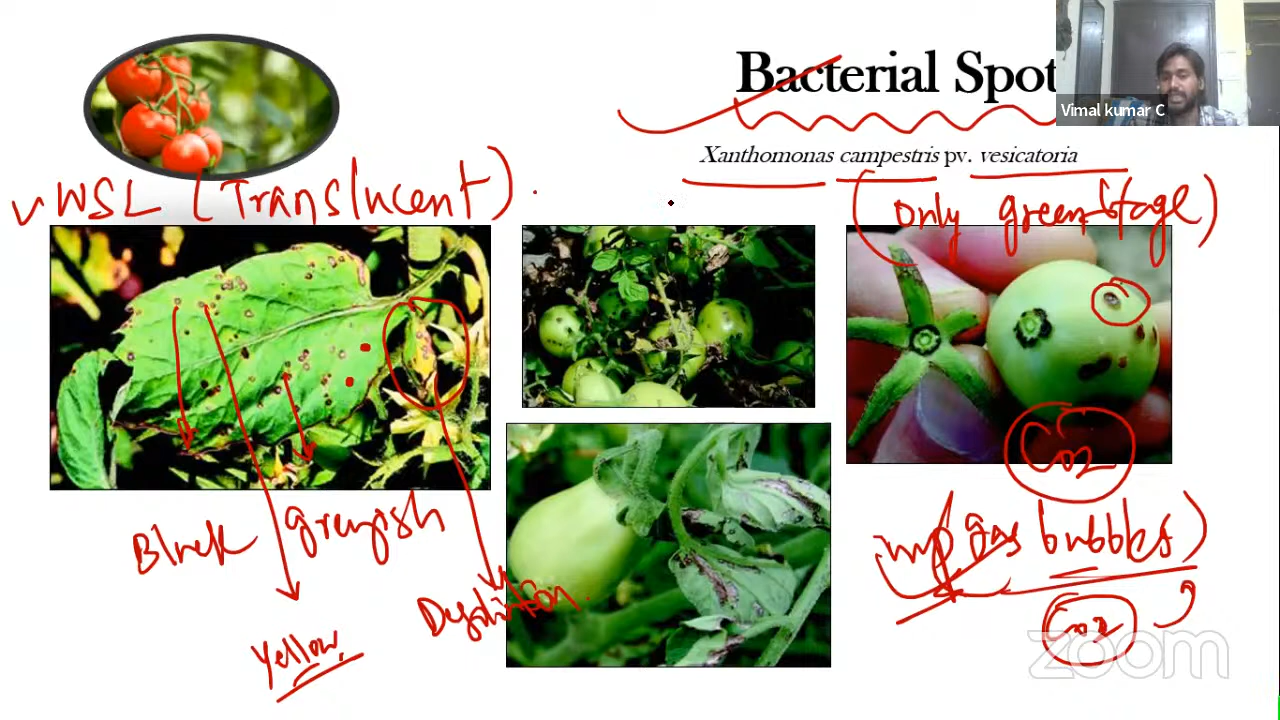 Bacterial Spot
Vimal kumar C
Xanthomonas campestris pv. vesicatoria
WSL (Translucent).
(only green stage)
CO2
gas bubbles)
Black greyish
CO2
Yellow.
zoom